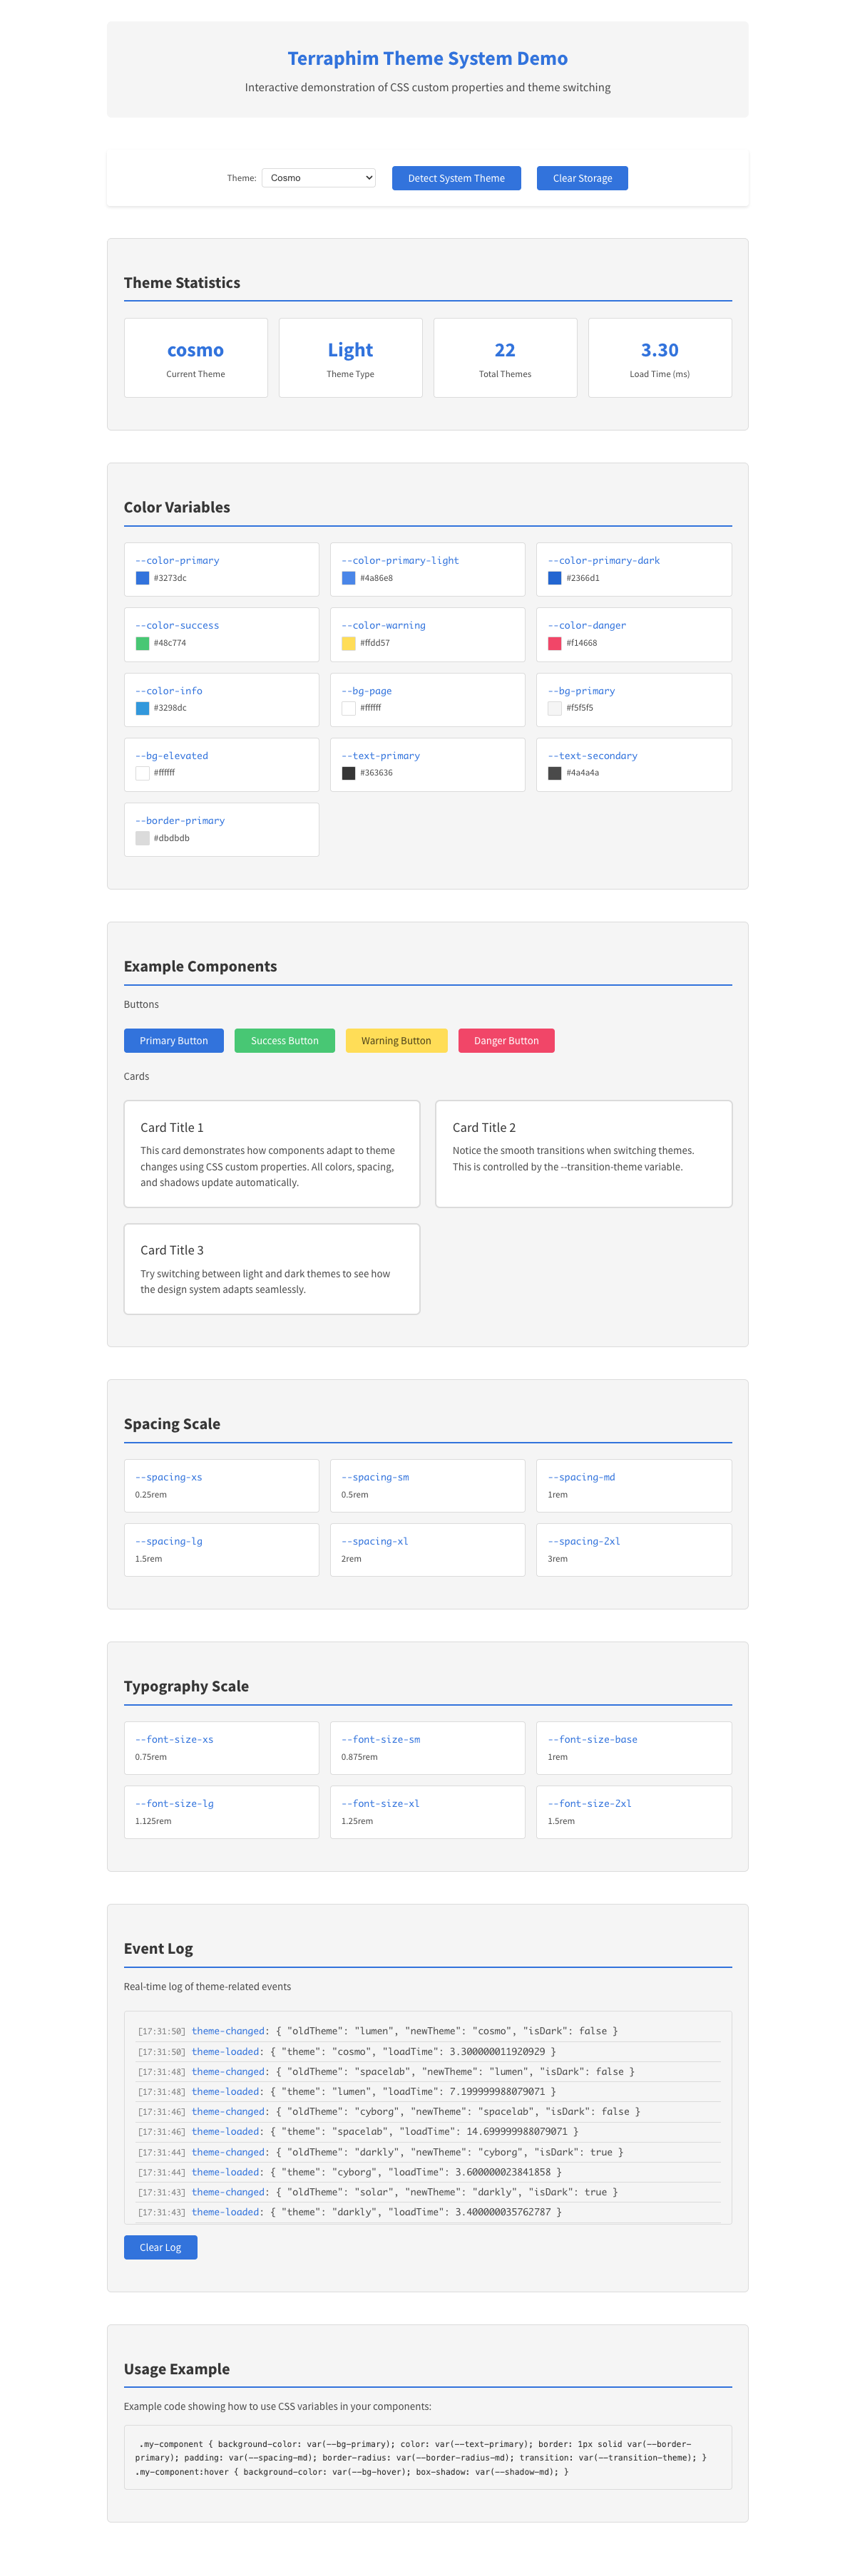 Terraphim Theme System Demo
Interactive demonstration of CSS custom properties and theme switching
Theme: Cosmo Detect System Theme Clear Storage
Theme Statistics
cosmo Light 22 3.30
Current Theme Theme Type Total Themes Load Time (ms)
Color Variables
--color-primary --color-primary-light --color-primary-dark
#3273dc #4a86e8 #2366d1
--color-success --color-warning --color-danger
#48c774 #ffdd57 #f14668
--color-info --bg-page --bg-primary
#3298dc #ffffff #f5f5f5
--bg-elevated --text-primary --text-secondary
#ffffff #363636 #4a4a4a
--border-primary
#dbdbdb
Example Components
Buttons
Primary Button Success Button Warning Button Danger Button
Cards
Card Title 1
This card demonstrates how components adapt to theme
changes using CSS custom properties. All colors, spacing,
and shadows update automatically.
Card Title 2
Notice the smooth transitions when switching themes.
This is controlled by the --transition-theme variable.
Card Title 3
Try switching between light and dark themes to see how
the design system adapts seamlessly.
Spacing Scale
--spacing-xs --spacing-sm --spacing-md
0.25rem 0.5rem 1rem
--spacing-lg --spacing-xl --spacing-2xl
1.5rem 2rem 3rem
Typography Scale
--font-size-xs --font-size-sm --font-size-base
0.75rem 0.875rem 1rem
--font-size-lg --font-size-xl --font-size-2xl
1.125rem 1.25rem 1.5rem
Event Log
Real-time log of theme-related events
[17:31:50] theme-changed: { "oldTheme": "lumen", "newTheme": "cosmo", "isDark": false }
[17:31:50] theme-loaded: { "theme": "cosmo", "loadTime": 3.300000011920929 }
[17:31:48] theme-changed: { "oldTheme": "spacelab", "newTheme": "lumen", "isDark": false }
[17:31:48] theme-loaded: { "theme": "lumen", "loadTime": 7.199999988079071 }
[17:31:46] theme-changed: { "oldTheme": "cyborg", "newTheme": "spacelab", "isDark": false }
[17:31:46] theme-loaded: { "theme": "spacelab", "loadTime": 14.699999988079071 }
[17:31:44] theme-changed: { "oldTheme": "darkly", "newTheme": "cyborg", "isDark": true }
[17:31:44] theme-loaded: { "theme": "cyborg", "loadTime": 3.600000023841858 }
[17:31:43] theme-changed: { "oldTheme": "solar", "newTheme": "darkly", "isDark": true }
[17:31:43] theme-loaded: { "theme": "darkly", "loadTime": 3.400000035762787 }
Clear Log
Usage Example
Example code showing how to use CSS variables in your components:
.my-component { background-color: var(--bg-primary); color: var(--text-primary); border: 1px solid var(--border-
primary); padding: var(--spacing-md); border-radius: var(--border-radius-md); transition: var(--transition-theme); }
.my-component:hover { background-color: var(--bg-hover); box-shadow: var(--shadow-md); }